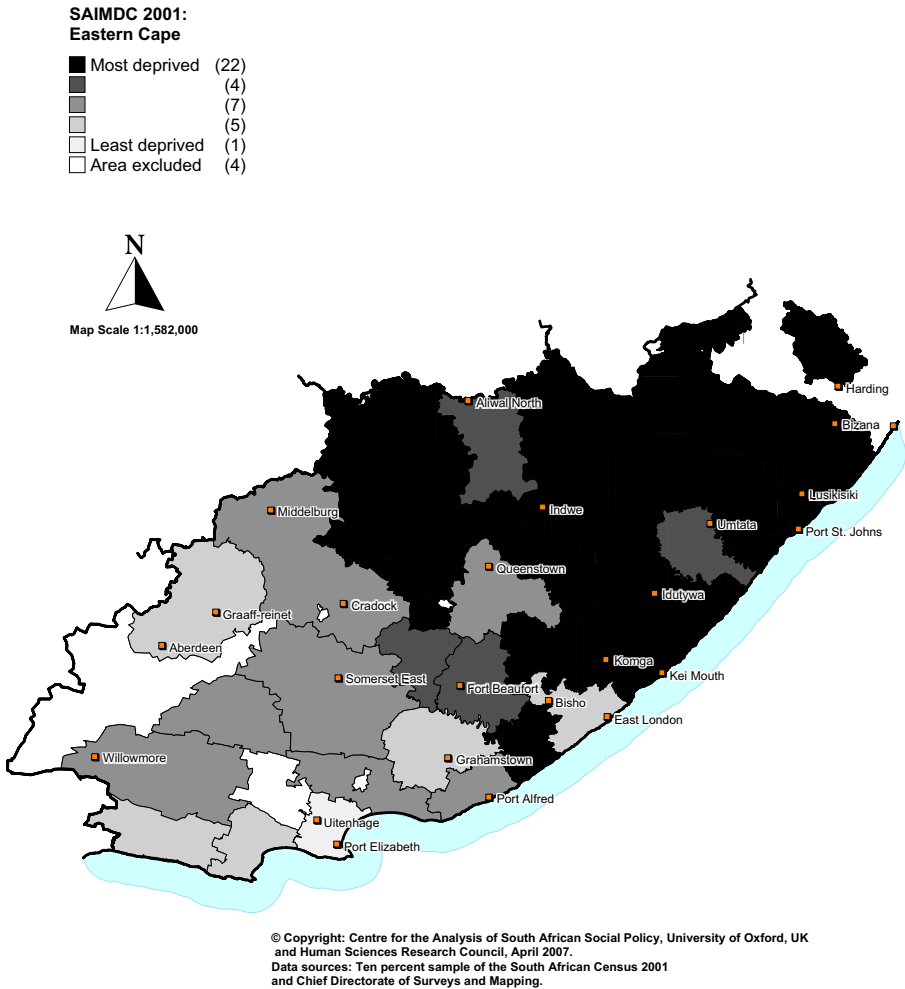 SAIMDC 2001:
Eastern Cape
Most deprived (22)
(4)
(7)
(5)
Least deprived (1)
Area excluded (4)
N
Map Scale 1:1,582,000
Harding
Aliwal North
Bizana
Lusikisiki
Indwe
Middelburg
Umtata
Port St. Johns
Queenstown
Idutywa
Cradock
Graaff-reinet
Aberdeen
Komga
Kei Mouth
Somerset East
Fort Beaufort
Bisho
East London
Willowmore
Grahamstown
Port Alfred
Uitenhage
Port Elizabeth
© Copyright: Centre for the Analysis of South African Social Policy, University of Oxford, UK
and Human Sciences Research Council, April 2007.
Data sources: Ten percent sample of the South African Census 2001
and Chief Directorate of Surveys and Mapping.